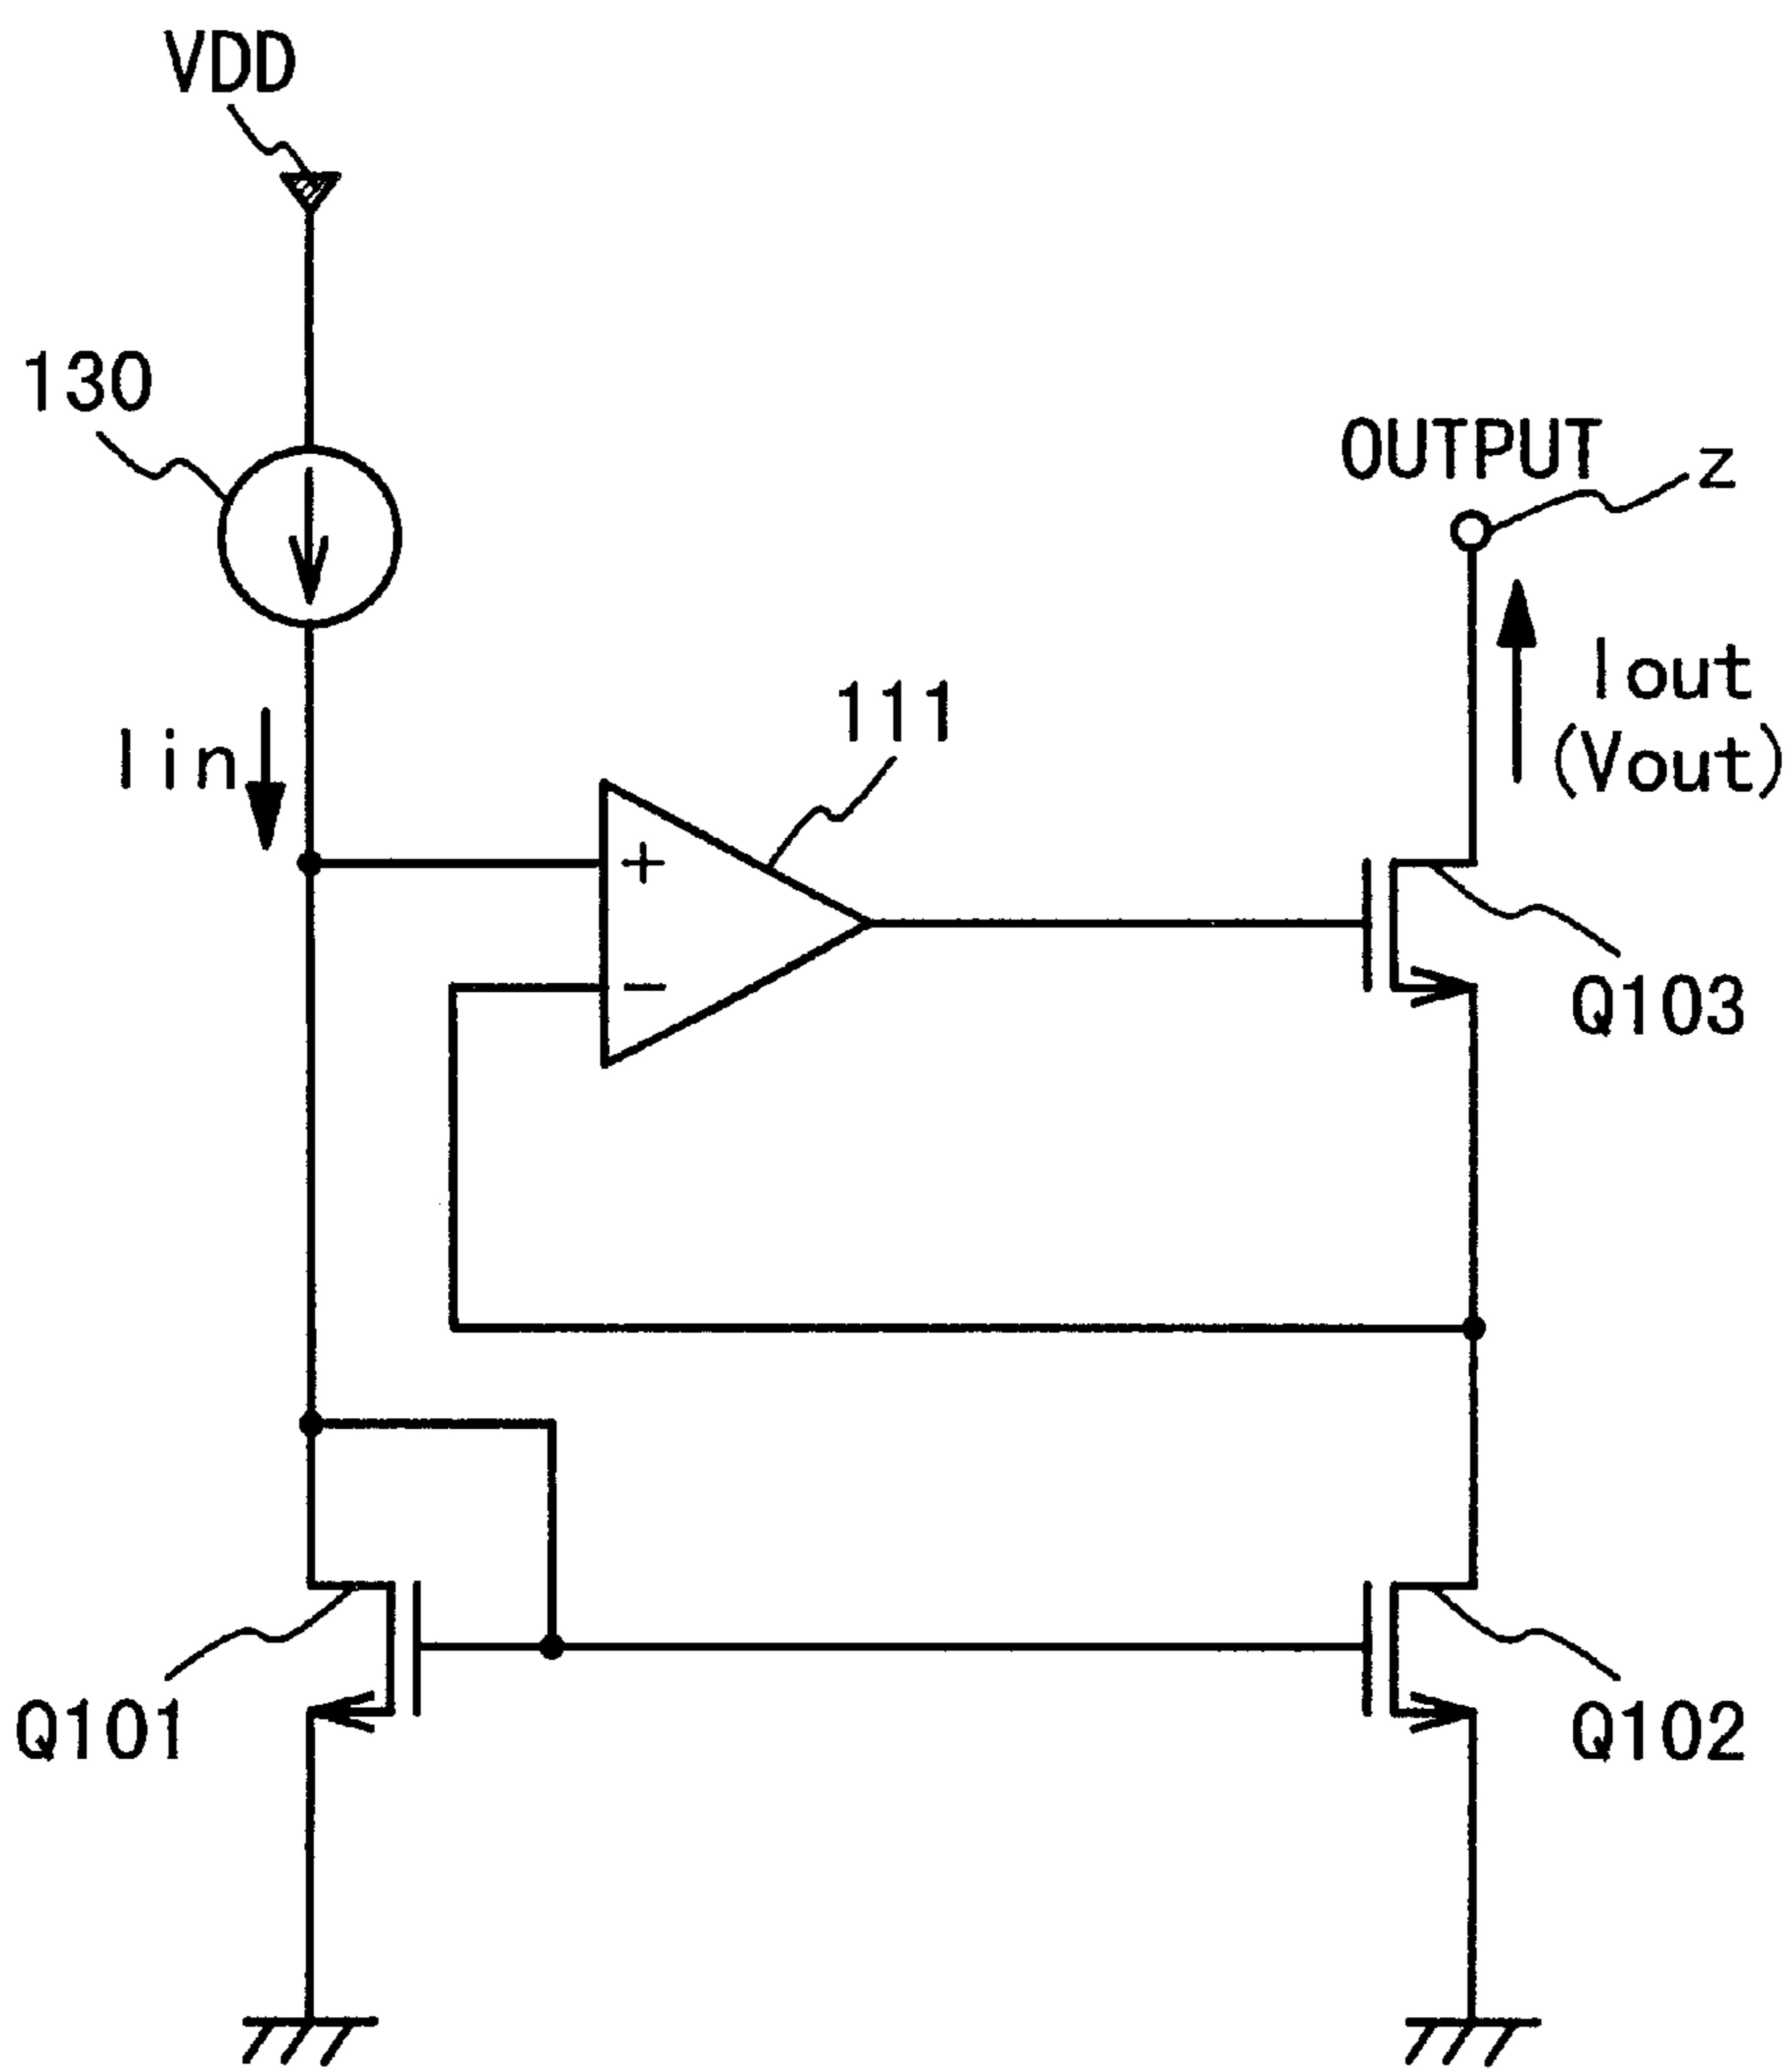 VDD
130
OUTPUT
z
Iout
(Vout)
Iin
111
+
−
Q103
Q101
Q102